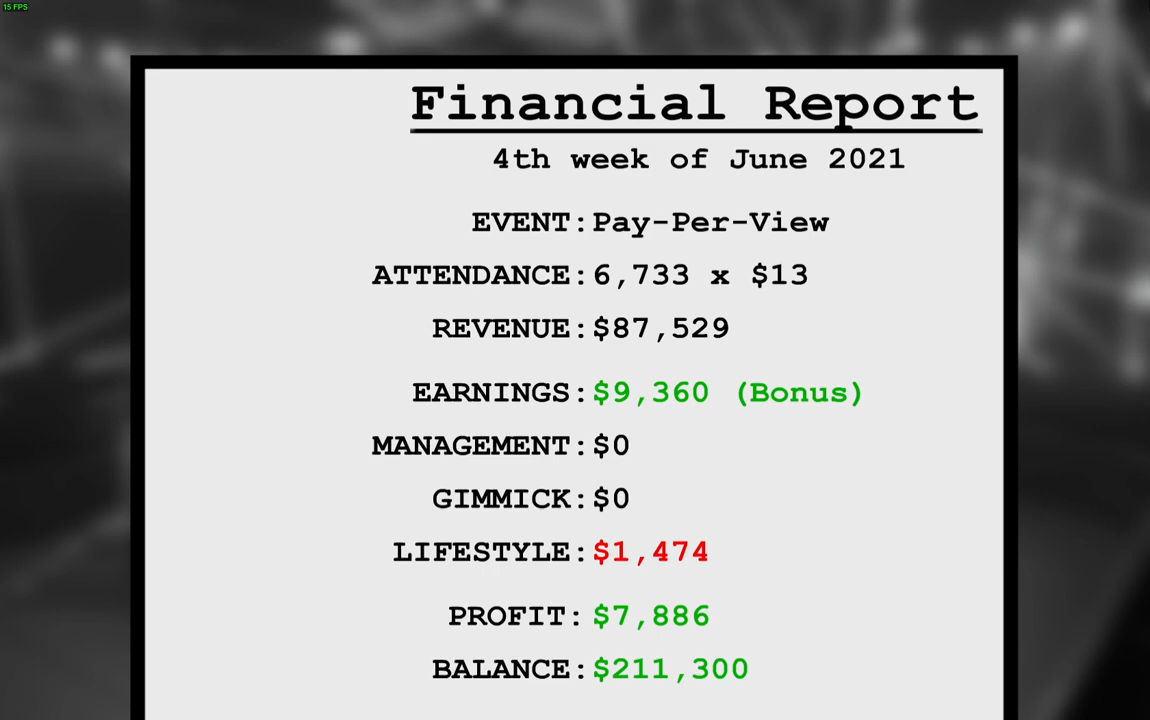 15 FPS
Financial Report
4th week of June 2021
EVENT: Pay-Per-View
ATTENDANCE: 6,733 x $13
REVENUE: $87,529
EARNINGS: $9,360 (Bonus)
MANAGEMENT: $0
GIMMICK: $0
LIFESTYLE: $1,474
PROFIT: $7,886
BALANCE: $211,300